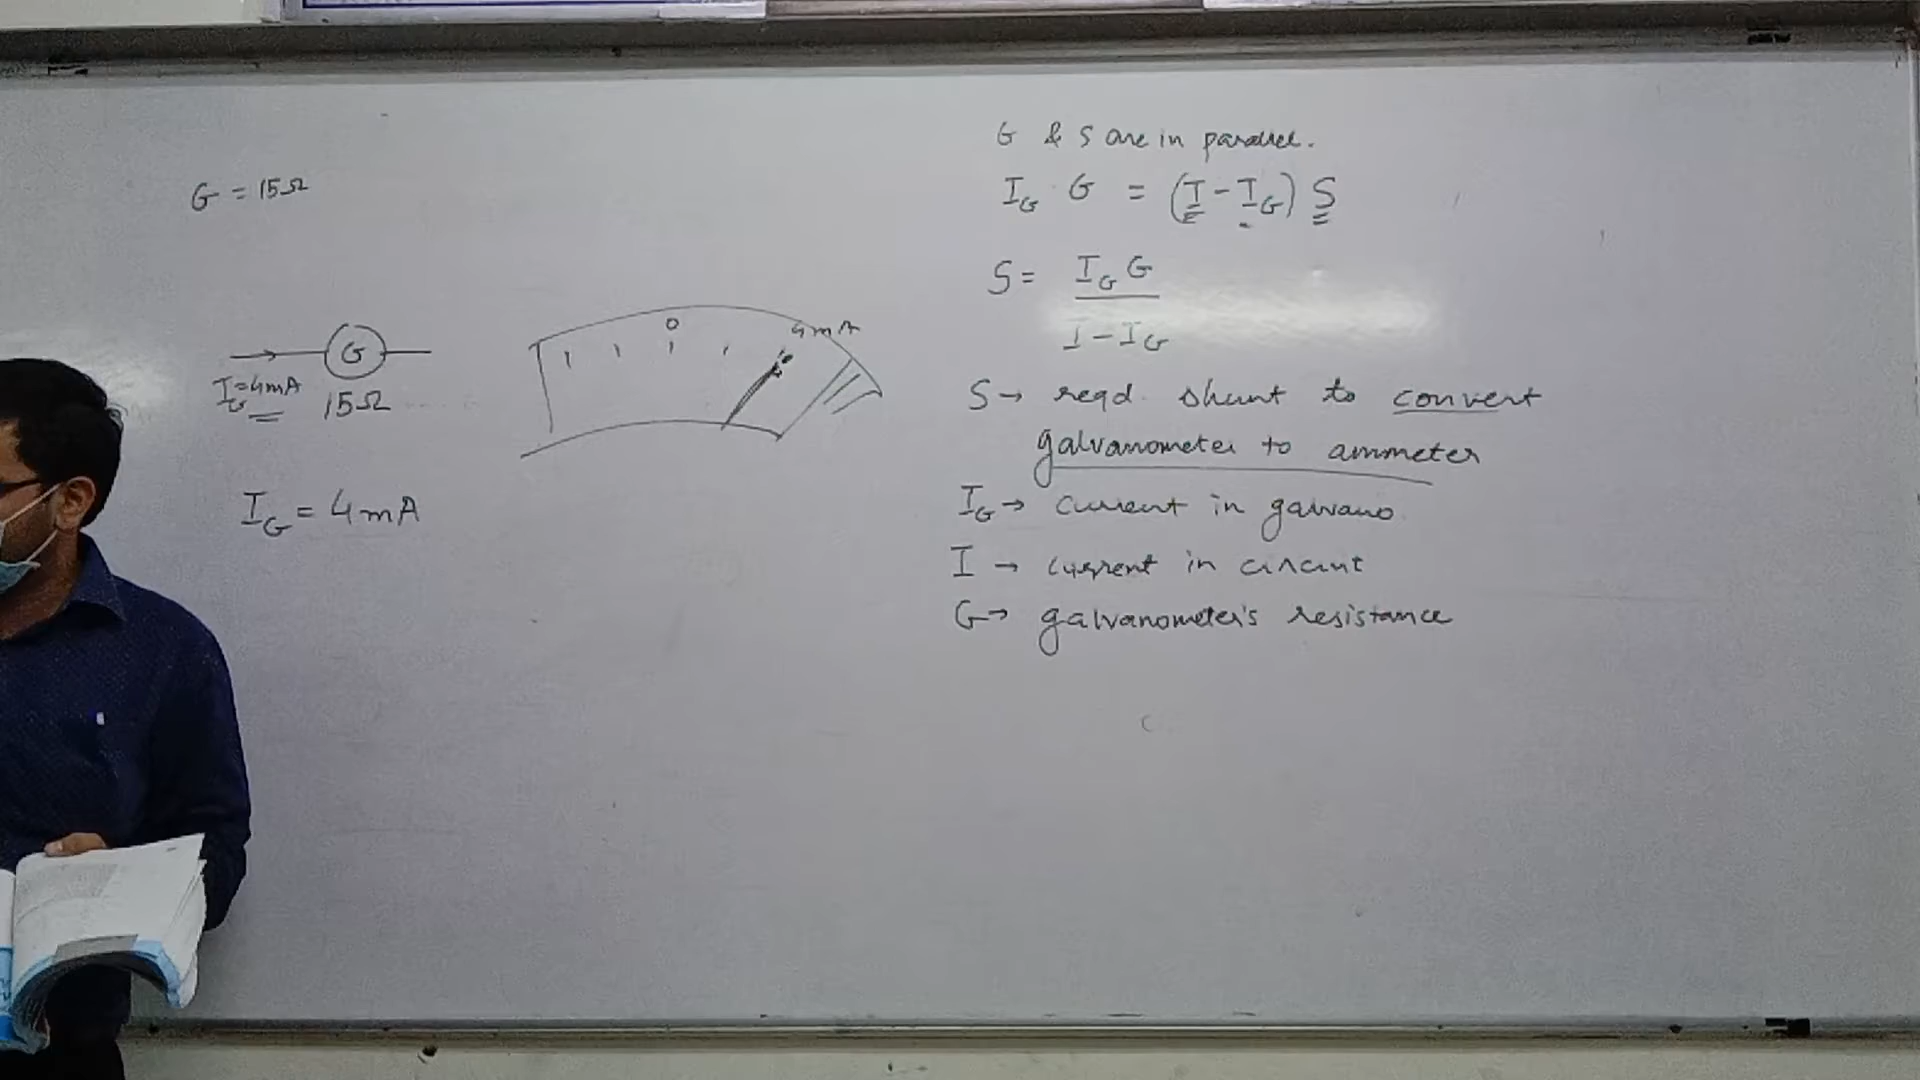 G = 15Ω
G
I_G=4mA
15Ω
I_G = 4mA
0
4mA
G & S are in parallel.
I_G G = (I - I_G) S
S = I_G G
I - I_G
S → reqd. shunt to convert
galvanometer to ammeter
I_G → current in galvano
I → current in circuit
G → galvanometer's resistance